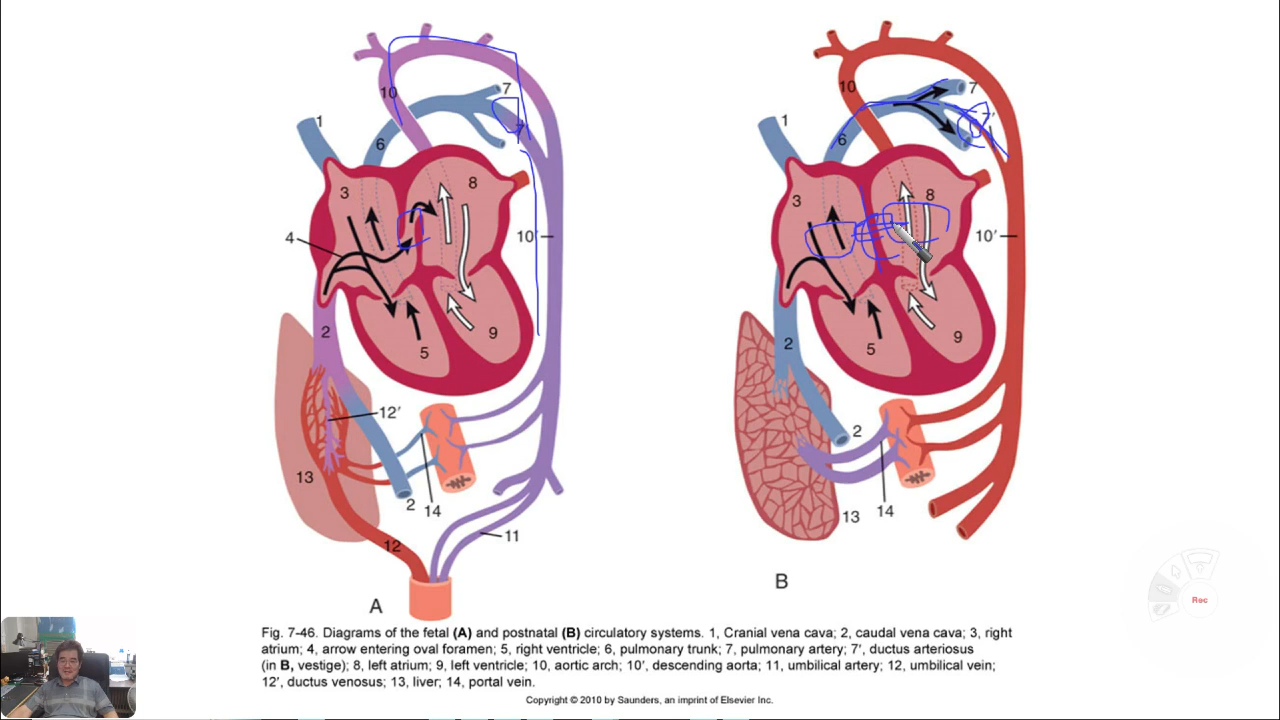 10 7 1 6 7' 3 8 4 10' 2 9 5 12' 13 2 14 12 11 A
10 7 7' 1 6 3 8 10' 2 9 5 2 14 13 B
Rec
Fig. 7-46. Diagrams of the fetal (A) and postnatal (B) circulatory systems. 1, Cranial vena cava; 2, caudal vena cava; 3, right
atrium; 4, arrow entering oval foramen; 5, right ventricle; 6, pulmonary trunk; 7, pulmonary artery; 7′, ductus arteriosus
(in B, vestige); 8, left atrium; 9, left ventricle; 10, aortic arch; 10′, descending aorta; 11, umbilical artery; 12, umbilical vein;
12′, ductus venosus; 13, liver; 14, portal vein.
Copyright © 2010 by Saunders, an imprint of Elsevier Inc.